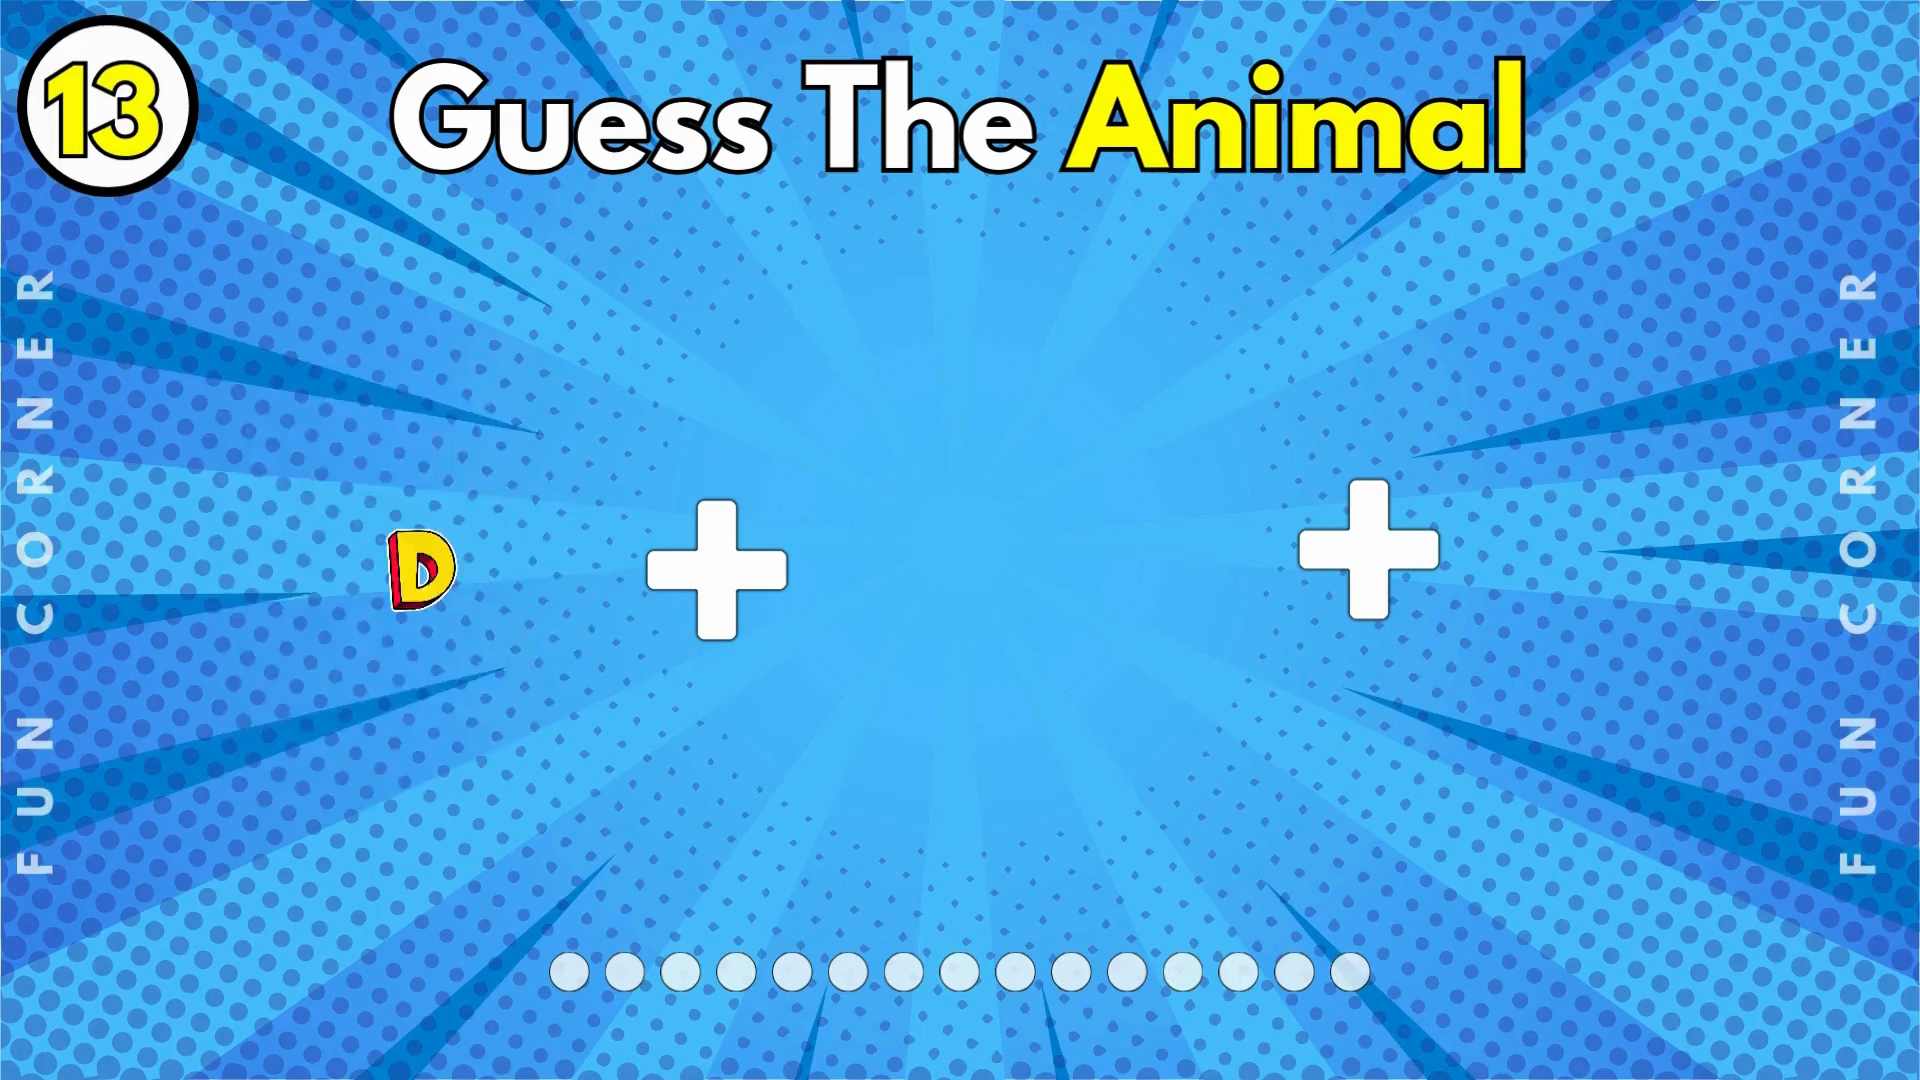 13
Guess The Animal
D
FUN CORNER
FUN CORNER